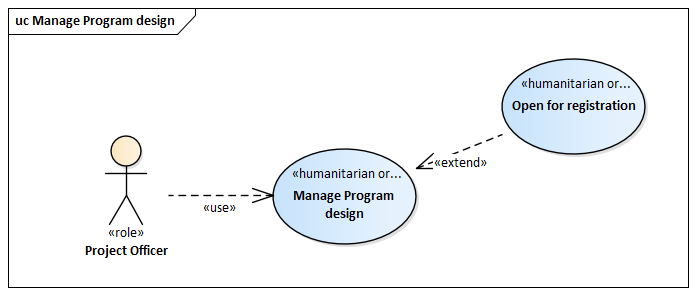 uc Manage Program design
«humanitarian or...
Open for registration
«extend»
«humanitarian or...
Manage Program
design
«use»
«role»
Project Officer